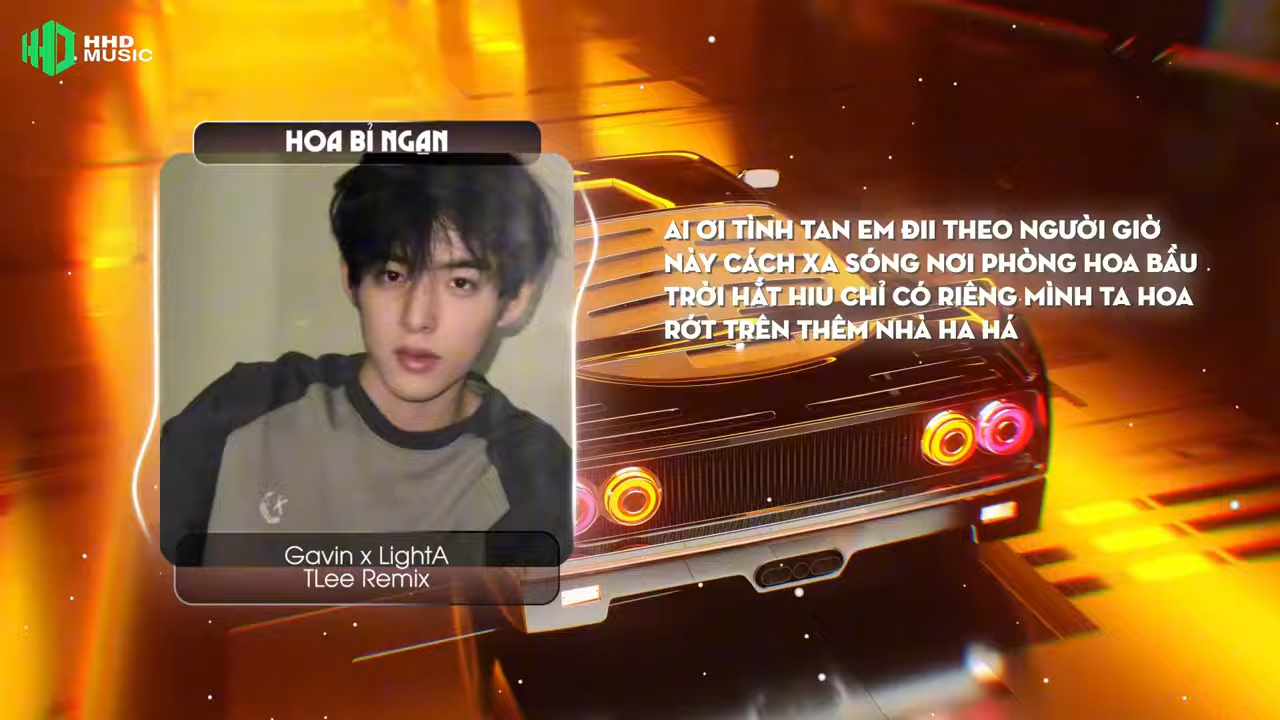 HHD
MUSIC
HOA BỈ NGẠN
AI ƠI TÌNH TAN EM ĐII THEO NGƯỜI GIỜ
NÀY CÁCH XA SÓNG NƠI PHÒNG HOA BẦU
TRỜI HẮT HIU CHỈ CÓ RIÊNG MÌNH TA HOA
RỚT TRÊN THÊM NHÀ HA HÁ
Gavin x LightA
TLee Remix